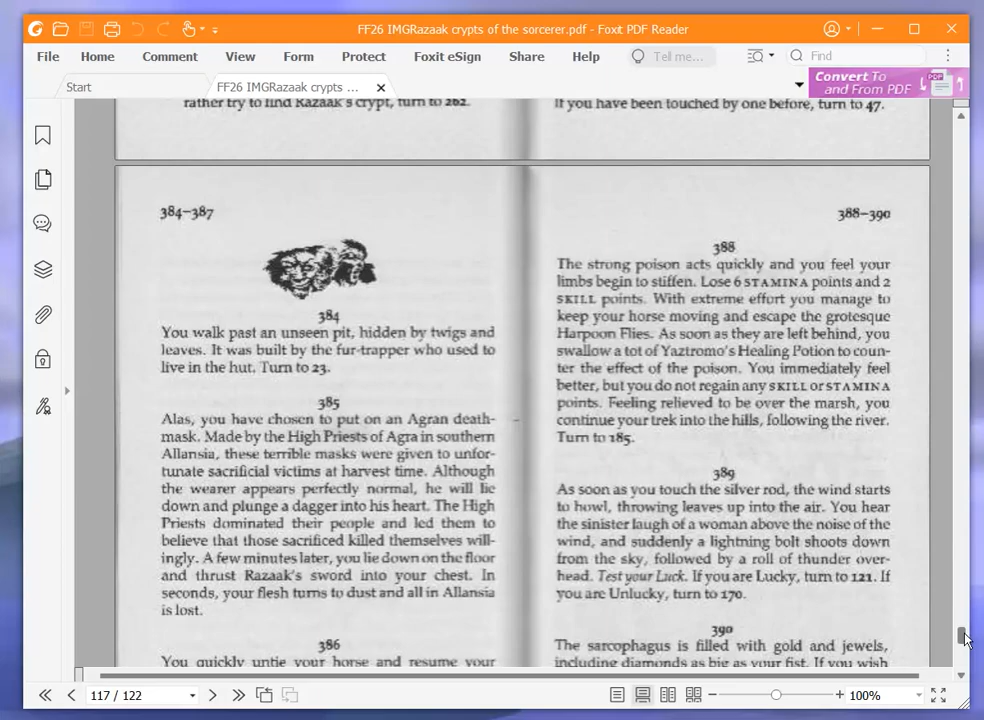 FF26 IMGRazaak crypts of the sorcerer.pdf - Foxit PDF Reader
File Home Comment View Form Protect Foxit eSign Share Help Tell me... Find
Start FF26 IMGRazaak crypts ... Convert To
and From PDF
PDF
rather try to find Razaak's crypt, turn to 262.
If you have been touched by one before, turn to 47.
384–387
384
You walk past an unseen pit, hidden by twigs and
leaves. It was built by the fur-trapper who used to
live in the hut. Turn to 23.
385
Alas, you have chosen to put on an Agran death-
mask. Made by the High Priests of Agra in southern
Allansia, these terrible masks were given to unfor-
tunate sacrificial victims at harvest time. Although
the wearer appears perfectly normal, he will lie
down and plunge a dagger into his heart. The High
Priests dominated their people and led them to
believe that those sacrificed killed themselves will-
ingly. A few minutes later, you lie down on the floor
and thrust Razaak's sword into your chest. In
seconds, your flesh turns to dust and all in Allansia
is lost.
386
You quickly untie your horse and resume your
388–390
388
The strong poison acts quickly and you feel your
limbs begin to stiffen. Lose 6 STAMINA points and 2
SKILL points. With extreme effort you manage to
keep your horse moving and escape the grotesque
Harpoon Flies. As soon as they are left behind, you
swallow a tot of Yaztromo's Healing Potion to coun-
ter the effect of the poison. You immediately feel
better, but you do not regain any SKILL or STAMINA
points. Feeling relieved to be over the marsh, you
continue your trek into the hills, following the river.
Turn to 185.
389
As soon as you touch the silver rod, the wind starts
to howl, throwing leaves up into the air. You hear
the sinister laugh of a woman above the noise of the
wind, and suddenly a lightning bolt shoots down
from the sky, followed by a roll of thunder over-
head. Test your Luck. If you are Lucky, turn to 121. If
you are Unlucky, turn to 170.
390
The sarcophagus is filled with gold and jewels,
including diamonds as big as your fist. If you wish
117 / 122 100%